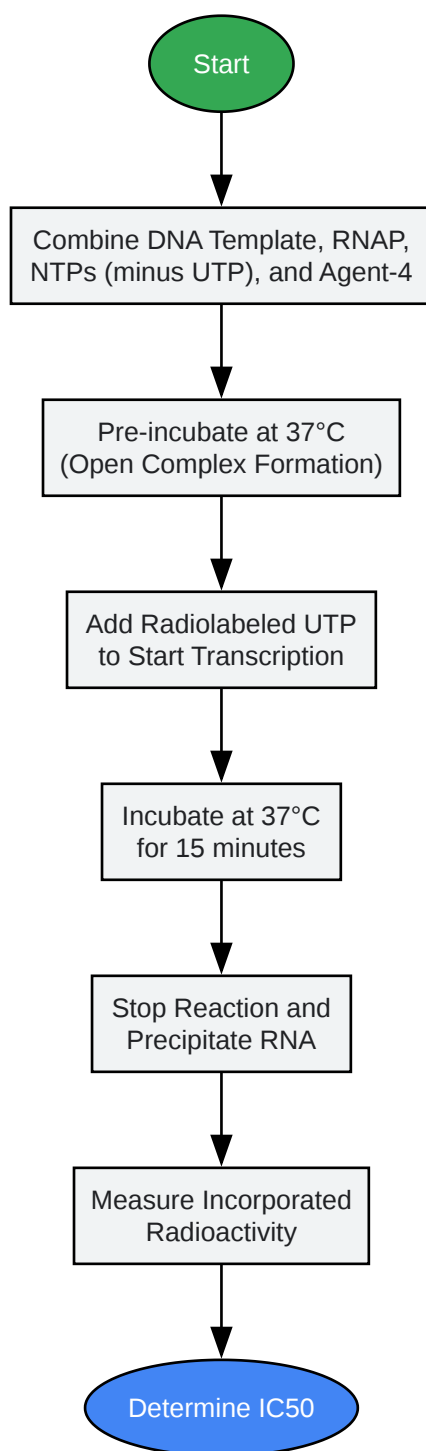 Start
Combine DNA Template, RNAP,
NTPs (minus UTP), and Agent-4
Pre-incubate at 37°C
(Open Complex Formation)
Add Radiolabeled UTP
to Start Transcription
Incubate at 37°C
for 15 minutes
Stop Reaction and
Precipitate RNA
Measure Incorporated
Radioactivity
Determine IC50